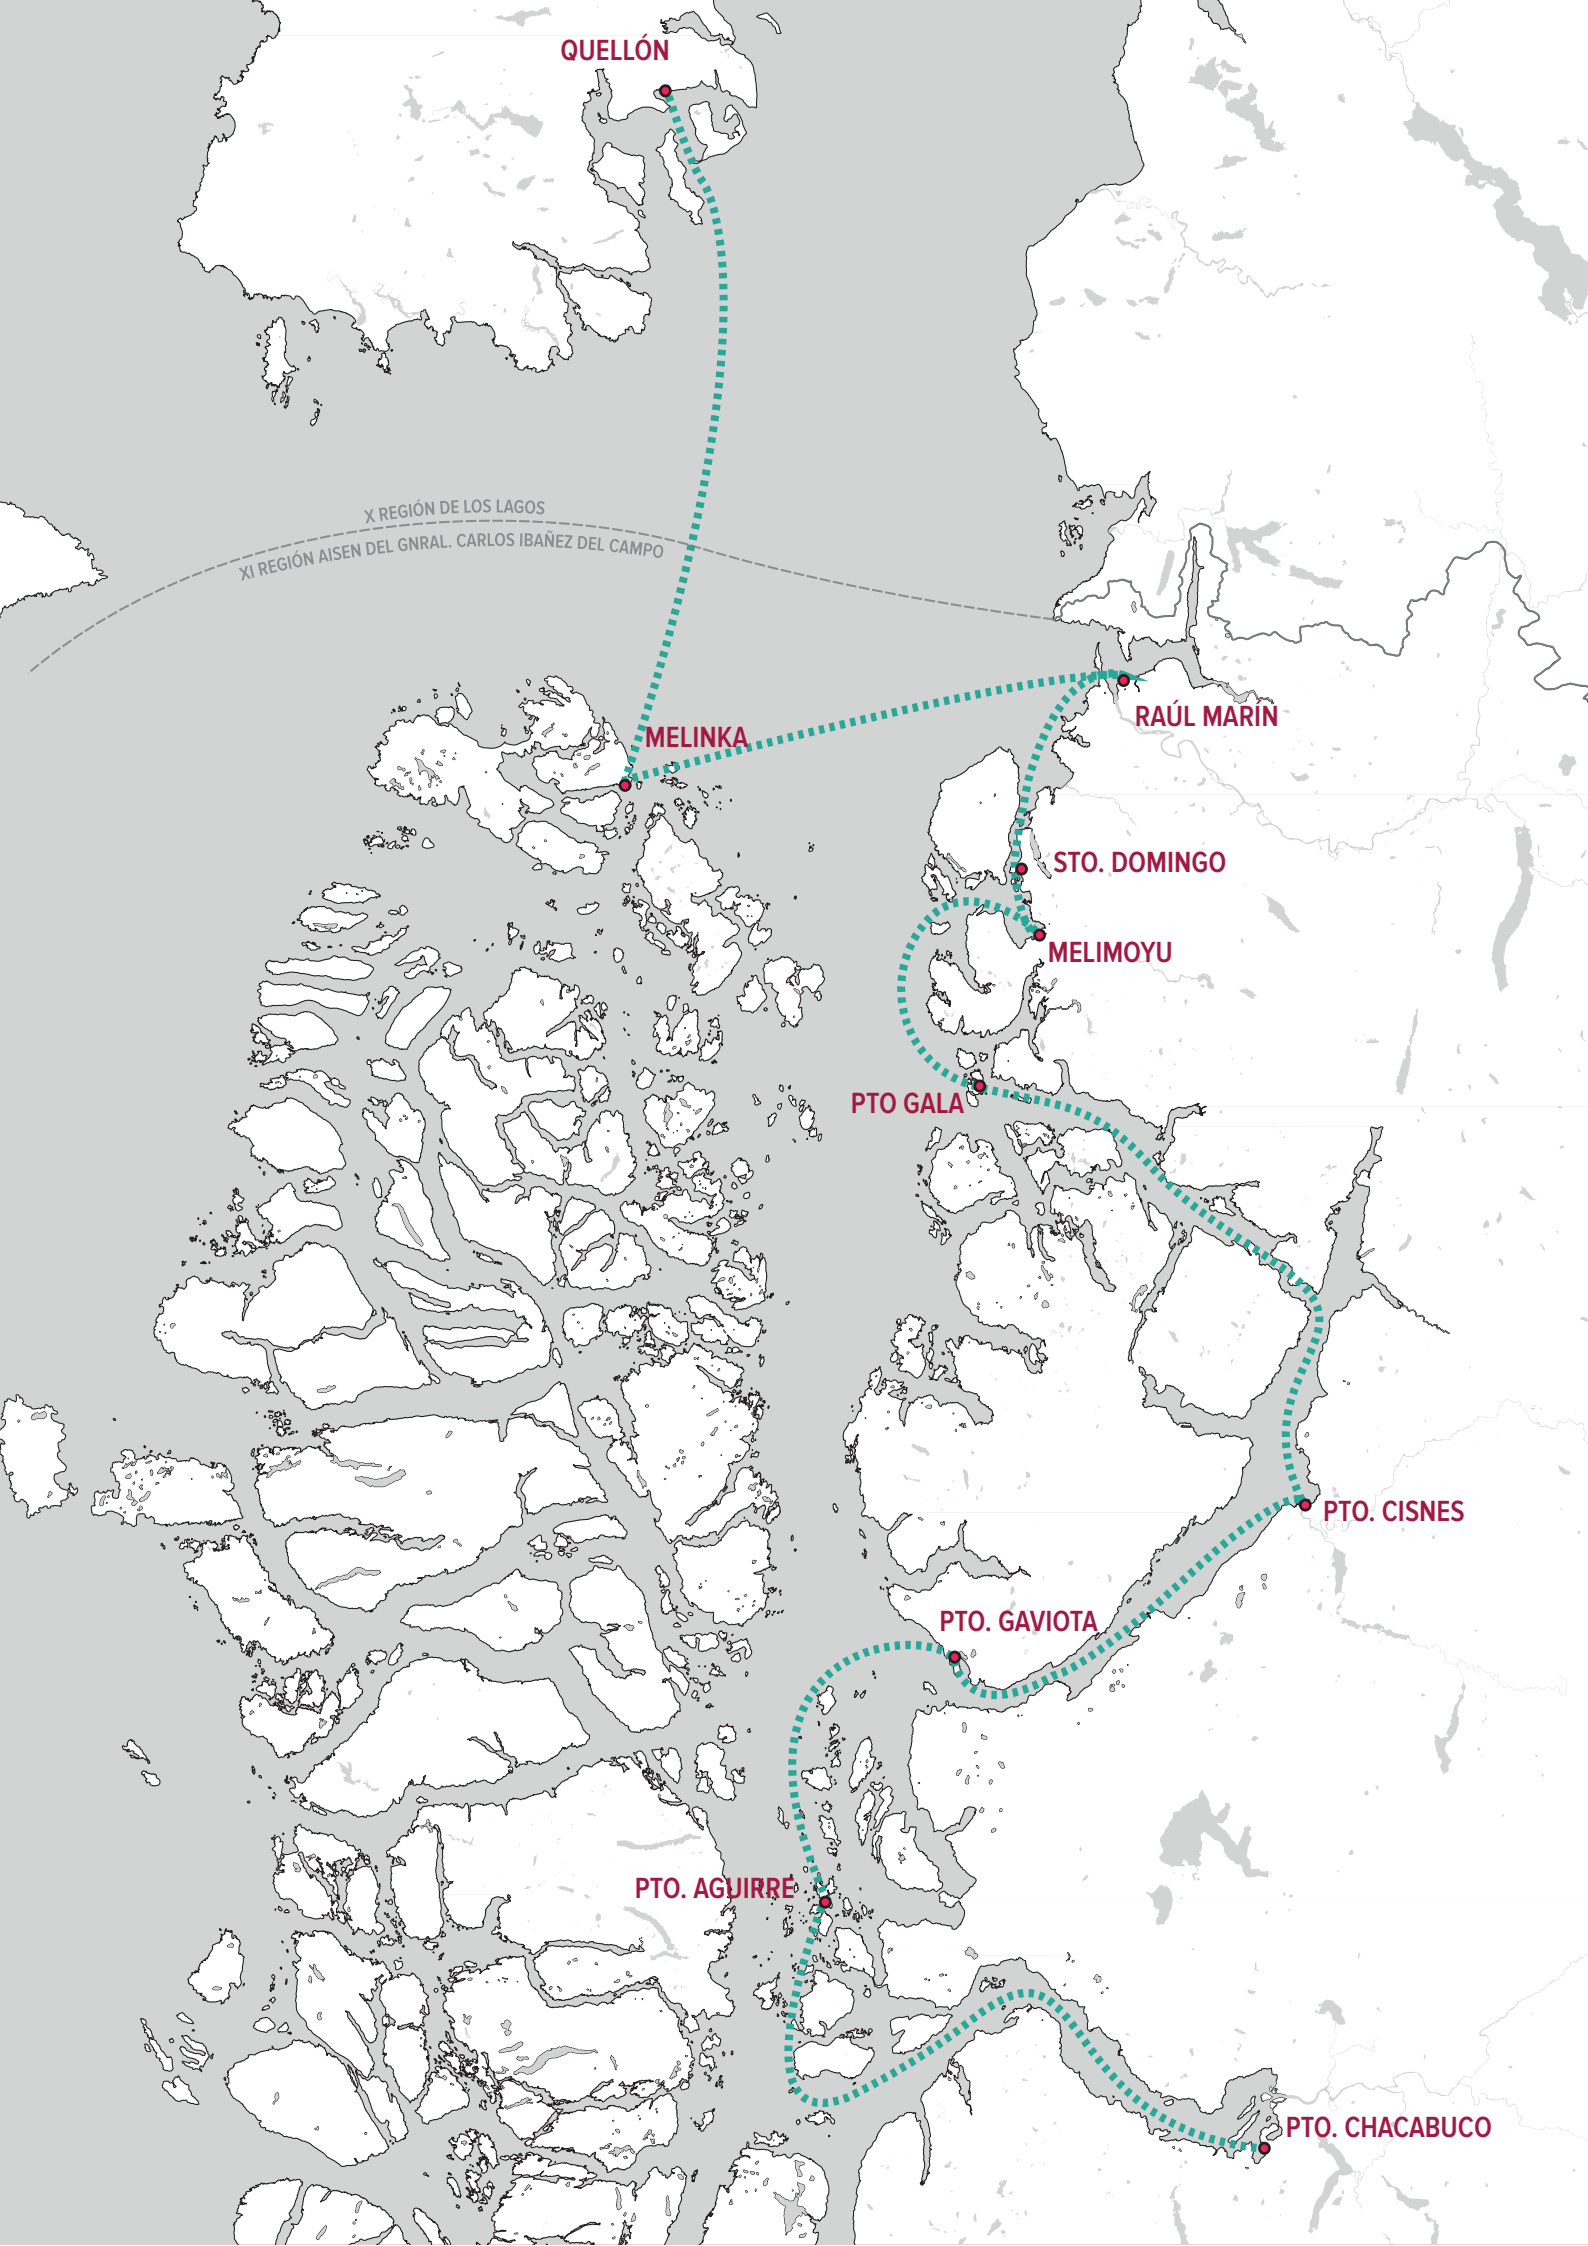 QUELLÓN
X REGIÓN DE LOS LAGOS
XI REGIÓN AISEN DEL GNRAL. CARLOS IBAÑEZ DEL CAMPO
RAÚL MARÍN
MELINKA
STO. DOMINGO
MELIMOYU
PTO GALA
PTO. CISNES
PTO. GAVIOTA
PTO. AGUIRRE
PTO. CHACABUCO